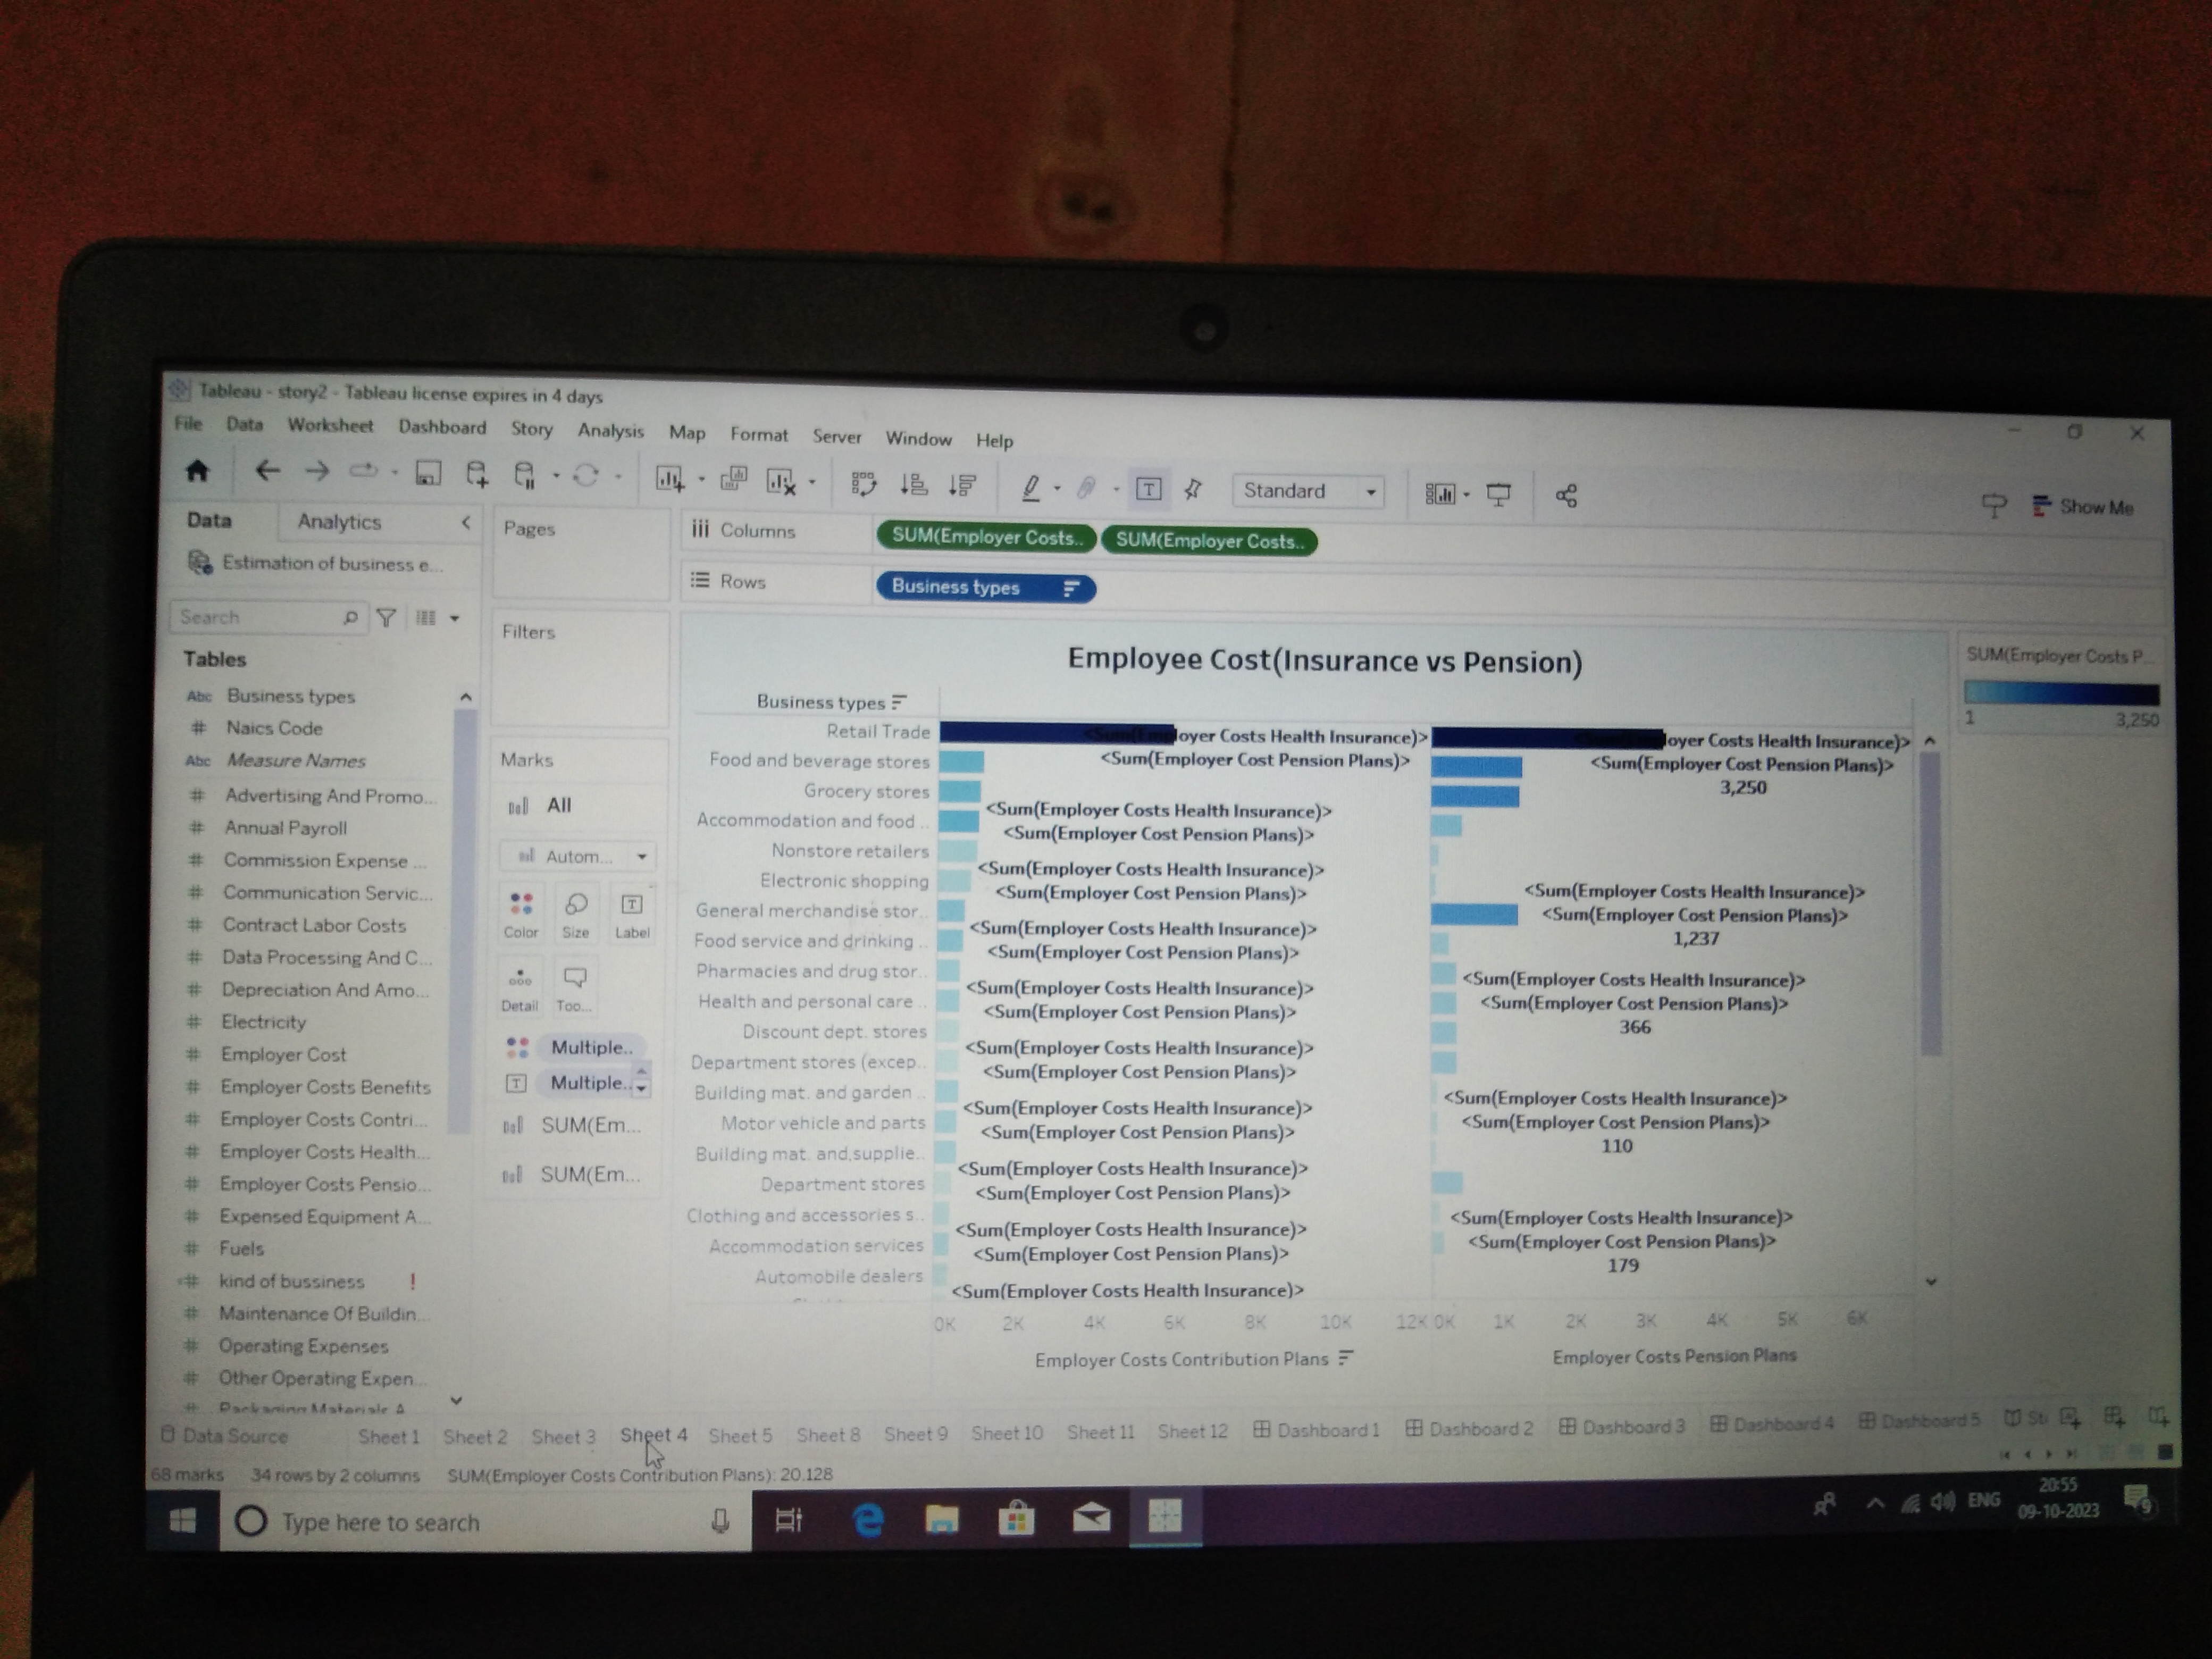 Tableau - story2 - Tableau license expires in 4 days
File Data Worksheet Dashboard Story Analysis Map Format Server Window Help
Standard
Show Me
Data Analytics
Pages
Columns SUM(Employer Costs.. SUM(Employer Costs..
Estimation of business e...
Rows Business types
Search
Filters
Tables
Abc Business types
# Naics Code
Abc Measure Names
# Advertising And Promo...
# Annual Payroll
# Commission Expense ...
# Communication Servic...
# Contract Labor Costs
# Data Processing And C...
# Depreciation And Amo...
# Electricity
# Employer Cost
# Employer Costs Benefits
# Employer Costs Contri...
# Employer Costs Health...
# Employer Costs Pensio...
# Expensed Equipment A...
# Fuels
=# kind of bussiness !
# Maintenance Of Buildin...
# Operating Expenses
# Other Operating Expen...
# Packaging Materials A
Marks
All
Autom...
Color Size Label
Detail Too...
Multiple..
Multiple..
SUM(Em...
SUM(Em...
Employee Cost(Insurance vs Pension)
Business types
Retail Trade
Food and beverage stores
Grocery stores
Accommodation and food ..
Nonstore retailers
Electronic shopping
General merchandise stor..
Food service and drinking ..
Pharmacies and drug stor..
Health and personal care ..
Discount dept. stores
Department stores (excep..
Building mat. and garden ..
Motor vehicle and parts
Building mat. and,supplie..
Department stores
Clothing and accessories s..
Accommodation services
Automobile dealers
<Sum(Employer Costs Health Insurance)>
<Sum(Employer Cost Pension Plans)>
<Sum(Employer Costs Health Insurance)>
<Sum(Employer Cost Pension Plans)>
<Sum(Employer Costs Health Insurance)>
<Sum(Employer Cost Pension Plans)>
<Sum(Employer Costs Health Insurance)>
<Sum(Employer Cost Pension Plans)>
<Sum(Employer Costs Health Insurance)>
<Sum(Employer Cost Pension Plans)>
<Sum(Employer Costs Health Insurance)>
<Sum(Employer Cost Pension Plans)>
<Sum(Employer Costs Health Insurance)>
<Sum(Employer Cost Pension Plans)>
<Sum(Employer Costs Health Insurance)>
<Sum(Employer Cost Pension Plans)>
<Sum(Employer Costs Health Insurance)>
<Sum(Employer Cost Pension Plans)>
<Sum(Employer Costs Health Insurance)>
0K 2K 4K 6K 8K 10K 12K
Employer Costs Contribution Plans
<Sum(Employer Costs Health Insurance)>
<Sum(Employer Cost Pension Plans)>
3,250
<Sum(Employer Costs Health Insurance)>
<Sum(Employer Cost Pension Plans)>
1,237
<Sum(Employer Costs Health Insurance)>
<Sum(Employer Cost Pension Plans)>
366
<Sum(Employer Costs Health Insurance)>
<Sum(Employer Cost Pension Plans)>
110
<Sum(Employer Costs Health Insurance)>
<Sum(Employer Cost Pension Plans)>
179
0K 1K 2K 3K 4K 5K 6K
Employer Costs Pension Plans
SUM(Employer Costs P...
1 3,250
Data Source Sheet 1 Sheet 2 Sheet 3 Sheet 4 Sheet 5 Sheet 8 Sheet 9 Sheet 10 Sheet 11 Sheet 12 Dashboard 1 Dashboard 2 Dashboard 3 Dashboard 4 Dashboard 5
68 marks 34 rows by 2 columns SUM(Employer Costs Contribution Plans): 20,128
Type here to search
ENG
20:55
09-10-2023
9